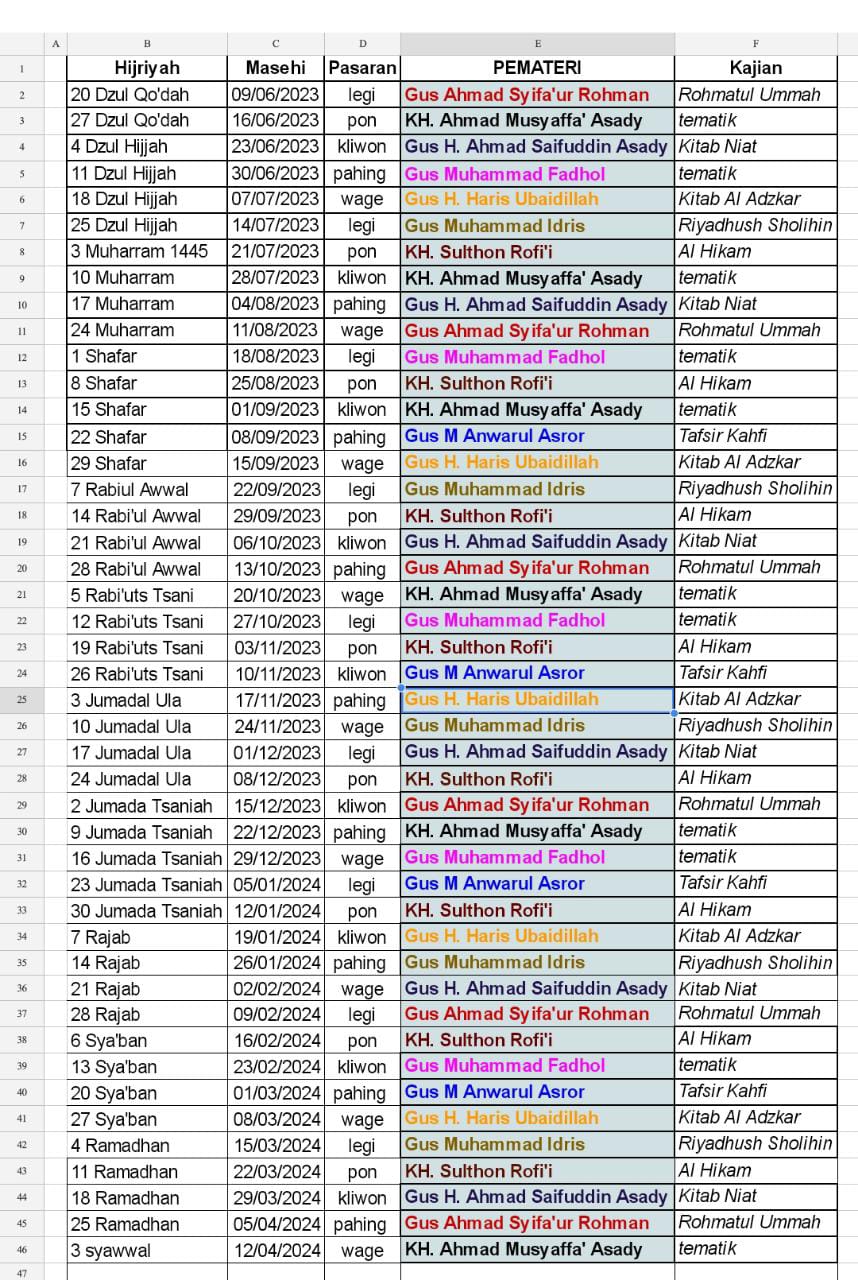 A B C D E F
1 Hijriyah Masehi Pasaran PEMATERI Kajian
2 20 Dzul Qo'dah 09/06/2023 legi Gus Ahmad Syifa'ur Rohman Rohmatul Ummah
3 27 Dzul Qo'dah 16/06/2023 pon KH. Ahmad Musyaffa' Asady tematik
4 4 Dzul Hijjah 23/06/2023 kliwon Gus H. Ahmad Saifuddin Asady Kitab Niat
5 11 Dzul Hijjah 30/06/2023 pahing Gus Muhammad Fadhol tematik
6 18 Dzul Hijjah 07/07/2023 wage Gus H. Haris Ubaidillah Kitab Al Adzkar
7 25 Dzul Hijjah 14/07/2023 legi Gus Muhammad Idris Riyadhush Sholihin
8 3 Muharram 1445 21/07/2023 pon KH. Sulthon Rofi'i Al Hikam
9 10 Muharram 28/07/2023 kliwon KH. Ahmad Musyaffa' Asady tematik
10 17 Muharram 04/08/2023 pahing Gus H. Ahmad Saifuddin Asady Kitab Niat
11 24 Muharram 11/08/2023 wage Gus Ahmad Syifa'ur Rohman Rohmatul Ummah
12 1 Shafar 18/08/2023 legi Gus Muhammad Fadhol tematik
13 8 Shafar 25/08/2023 pon KH. Sulthon Rofi'i Al Hikam
14 15 Shafar 01/09/2023 kliwon KH. Ahmad Musyaffa' Asady tematik
15 22 Shafar 08/09/2023 pahing Gus M Anwarul Asror Tafsir Kahfi
16 29 Shafar 15/09/2023 wage Gus H. Haris Ubaidillah Kitab Al Adzkar
17 7 Rabiul Awwal 22/09/2023 legi Gus Muhammad Idris Riyadhush Sholihin
18 14 Rabi'ul Awwal 29/09/2023 pon KH. Sulthon Rofi'i Al Hikam
19 21 Rabi'ul Awwal 06/10/2023 kliwon Gus H. Ahmad Saifuddin Asady Kitab Niat
20 28 Rabi'ul Awwal 13/10/2023 pahing Gus Ahmad Syifa'ur Rohman Rohmatul Ummah
21 5 Rabi'uts Tsani 20/10/2023 wage KH. Ahmad Musyaffa' Asady tematik
22 12 Rabi'uts Tsani 27/10/2023 legi Gus Muhammad Fadhol tematik
23 19 Rabi'uts Tsani 03/11/2023 pon KH. Sulthon Rofi'i Al Hikam
24 26 Rabi'uts Tsani 10/11/2023 kliwon Gus M Anwarul Asror Tafsir Kahfi
25 3 Jumadal Ula 17/11/2023 pahing Gus H. Haris Ubaidillah Kitab Al Adzkar
26 10 Jumadal Ula 24/11/2023 wage Gus Muhammad Idris Riyadhush Sholihin
27 17 Jumadal Ula 01/12/2023 legi Gus H. Ahmad Saifuddin Asady Kitab Niat
28 24 Jumadal Ula 08/12/2023 pon KH. Sulthon Rofi'i Al Hikam
29 2 Jumada Tsaniah 15/12/2023 kliwon Gus Ahmad Syifa'ur Rohman Rohmatul Ummah
30 9 Jumada Tsaniah 22/12/2023 pahing KH. Ahmad Musyaffa' Asady tematik
31 16 Jumada Tsaniah 29/12/2023 wage Gus Muhammad Fadhol tematik
32 23 Jumada Tsaniah 05/01/2024 legi Gus M Anwarul Asror Tafsir Kahfi
33 30 Jumada Tsaniah 12/01/2024 pon KH. Sulthon Rofi'i Al Hikam
34 7 Rajab 19/01/2024 kliwon Gus H. Haris Ubaidillah Kitab Al Adzkar
35 14 Rajab 26/01/2024 pahing Gus Muhammad Idris Riyadhush Sholihin
36 21 Rajab 02/02/2024 wage Gus H. Ahmad Saifuddin Asady Kitab Niat
37 28 Rajab 09/02/2024 legi Gus Ahmad Syifa'ur Rohman Rohmatul Ummah
38 6 Sya'ban 16/02/2024 pon KH. Sulthon Rofi'i Al Hikam
39 13 Sya'ban 23/02/2024 kliwon Gus Muhammad Fadhol tematik
40 20 Sya'ban 01/03/2024 pahing Gus M Anwarul Asror Tafsir Kahfi
41 27 Sya'ban 08/03/2024 wage Gus H. Haris Ubaidillah Kitab Al Adzkar
42 4 Ramadhan 15/03/2024 legi Gus Muhammad Idris Riyadhush Sholihin
43 11 Ramadhan 22/03/2024 pon KH. Sulthon Rofi'i Al Hikam
44 18 Ramadhan 29/03/2024 kliwon Gus H. Ahmad Saifuddin Asady Kitab Niat
45 25 Ramadhan 05/04/2024 pahing Gus Ahmad Syifa'ur Rohman Rohmatul Ummah
46 3 syawwal 12/04/2024 wage KH. Ahmad Musyaffa' Asady tematik
47